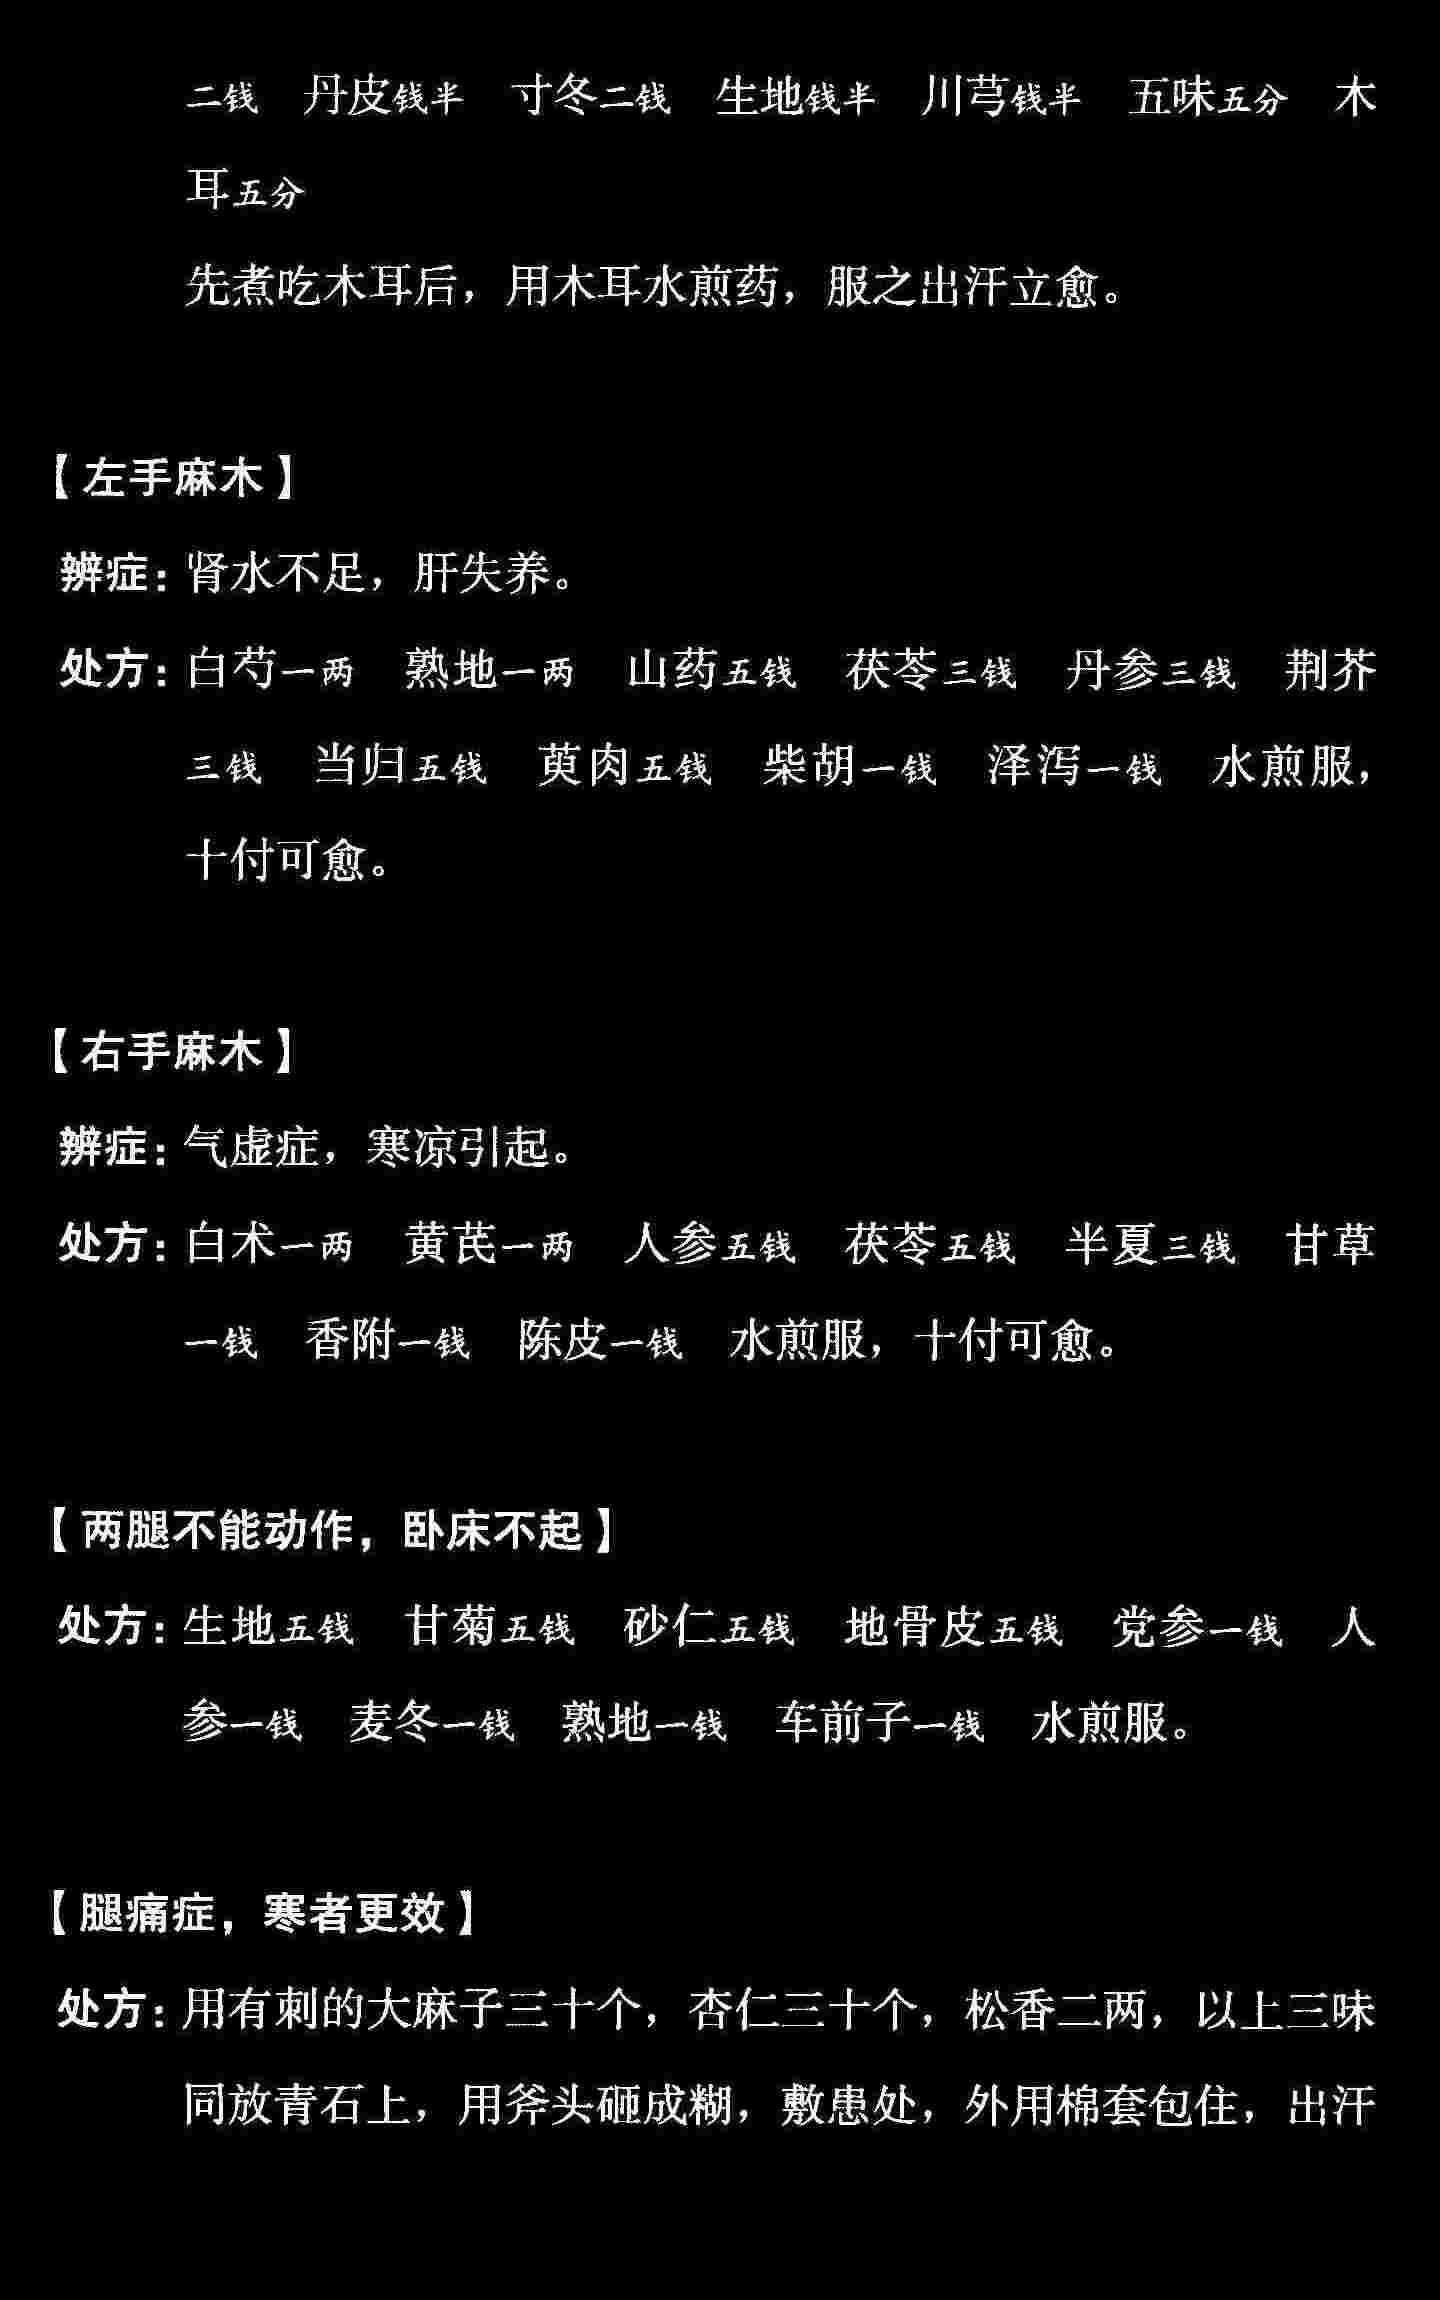 二钱 丹皮钱半 寸冬二钱 生地钱半 川芎钱半 五味五分 木
耳五分
先煮吃木耳后，用木耳水煎药，服之出汗立愈。
【左手麻木】
辨症：肾水不足，肝失养。
处方：白芍一两 熟地一两 山药五钱 茯苓三钱 丹参三钱 荆芥
三钱 当归五钱 萸肉五钱 柴胡一钱 泽泻一钱 水煎服，
十付可愈。
【右手麻木】
辨症：气虚症，寒凉引起。
处方：白术一两 黄芪一两 人参五钱 茯苓五钱 半夏三钱 甘草
一钱 香附一钱 陈皮一钱 水煎服，十付可愈。
【两腿不能动作，卧床不起】
处方：生地五钱 甘菊五钱 砂仁五钱 地骨皮五钱 党参一钱 人
参一钱 麦冬一钱 熟地一钱 车前子一钱 水煎服。
【腿痛症，寒者更效】
处方：用有刺的大麻子三十个，杏仁三十个，松香二两，以上三味
同放青石上，用斧头砸成糊，敷患处，外用棉套包住，出汗